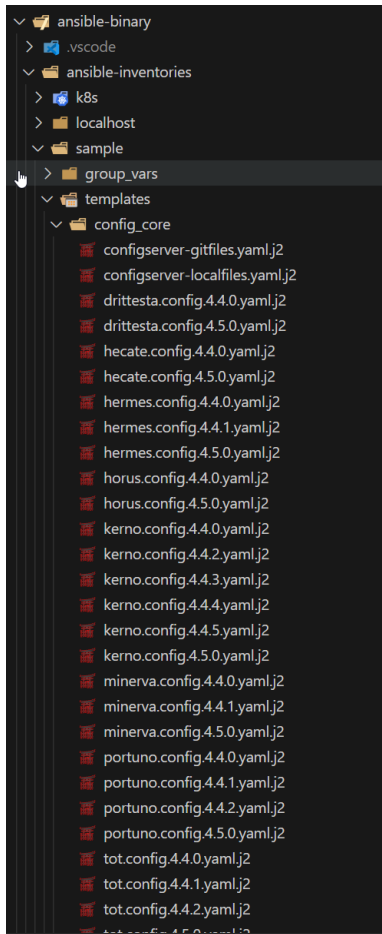 ansible-binary
.vscode
ansible-inventories
k8s
localhost
sample
group_vars
templates
config_core
configserver-gitfiles.yaml.j2
configserver-localfiles.yaml.j2
drittesta.config.4.4.0.yaml.j2
drittesta.config.4.5.0.yaml.j2
hecate.config.4.4.0.yaml.j2
hecate.config.4.5.0.yaml.j2
hermes.config.4.4.0.yaml.j2
hermes.config.4.4.1.yaml.j2
hermes.config.4.5.0.yaml.j2
horus.config.4.4.0.yaml.j2
horus.config.4.5.0.yaml.j2
kerno.config.4.4.0.yaml.j2
kerno.config.4.4.2.yaml.j2
kerno.config.4.4.3.yaml.j2
kerno.config.4.4.4.yaml.j2
kerno.config.4.4.5.yaml.j2
kerno.config.4.5.0.yaml.j2
minerva.config.4.4.0.yaml.j2
minerva.config.4.4.1.yaml.j2
minerva.config.4.5.0.yaml.j2
portuno.config.4.4.0.yaml.j2
portuno.config.4.4.1.yaml.j2
portuno.config.4.4.2.yaml.j2
portuno.config.4.5.0.yaml.j2
tot.config.4.4.0.yaml.j2
tot.config.4.4.1.yaml.j2
tot.config.4.4.2.yaml.j2